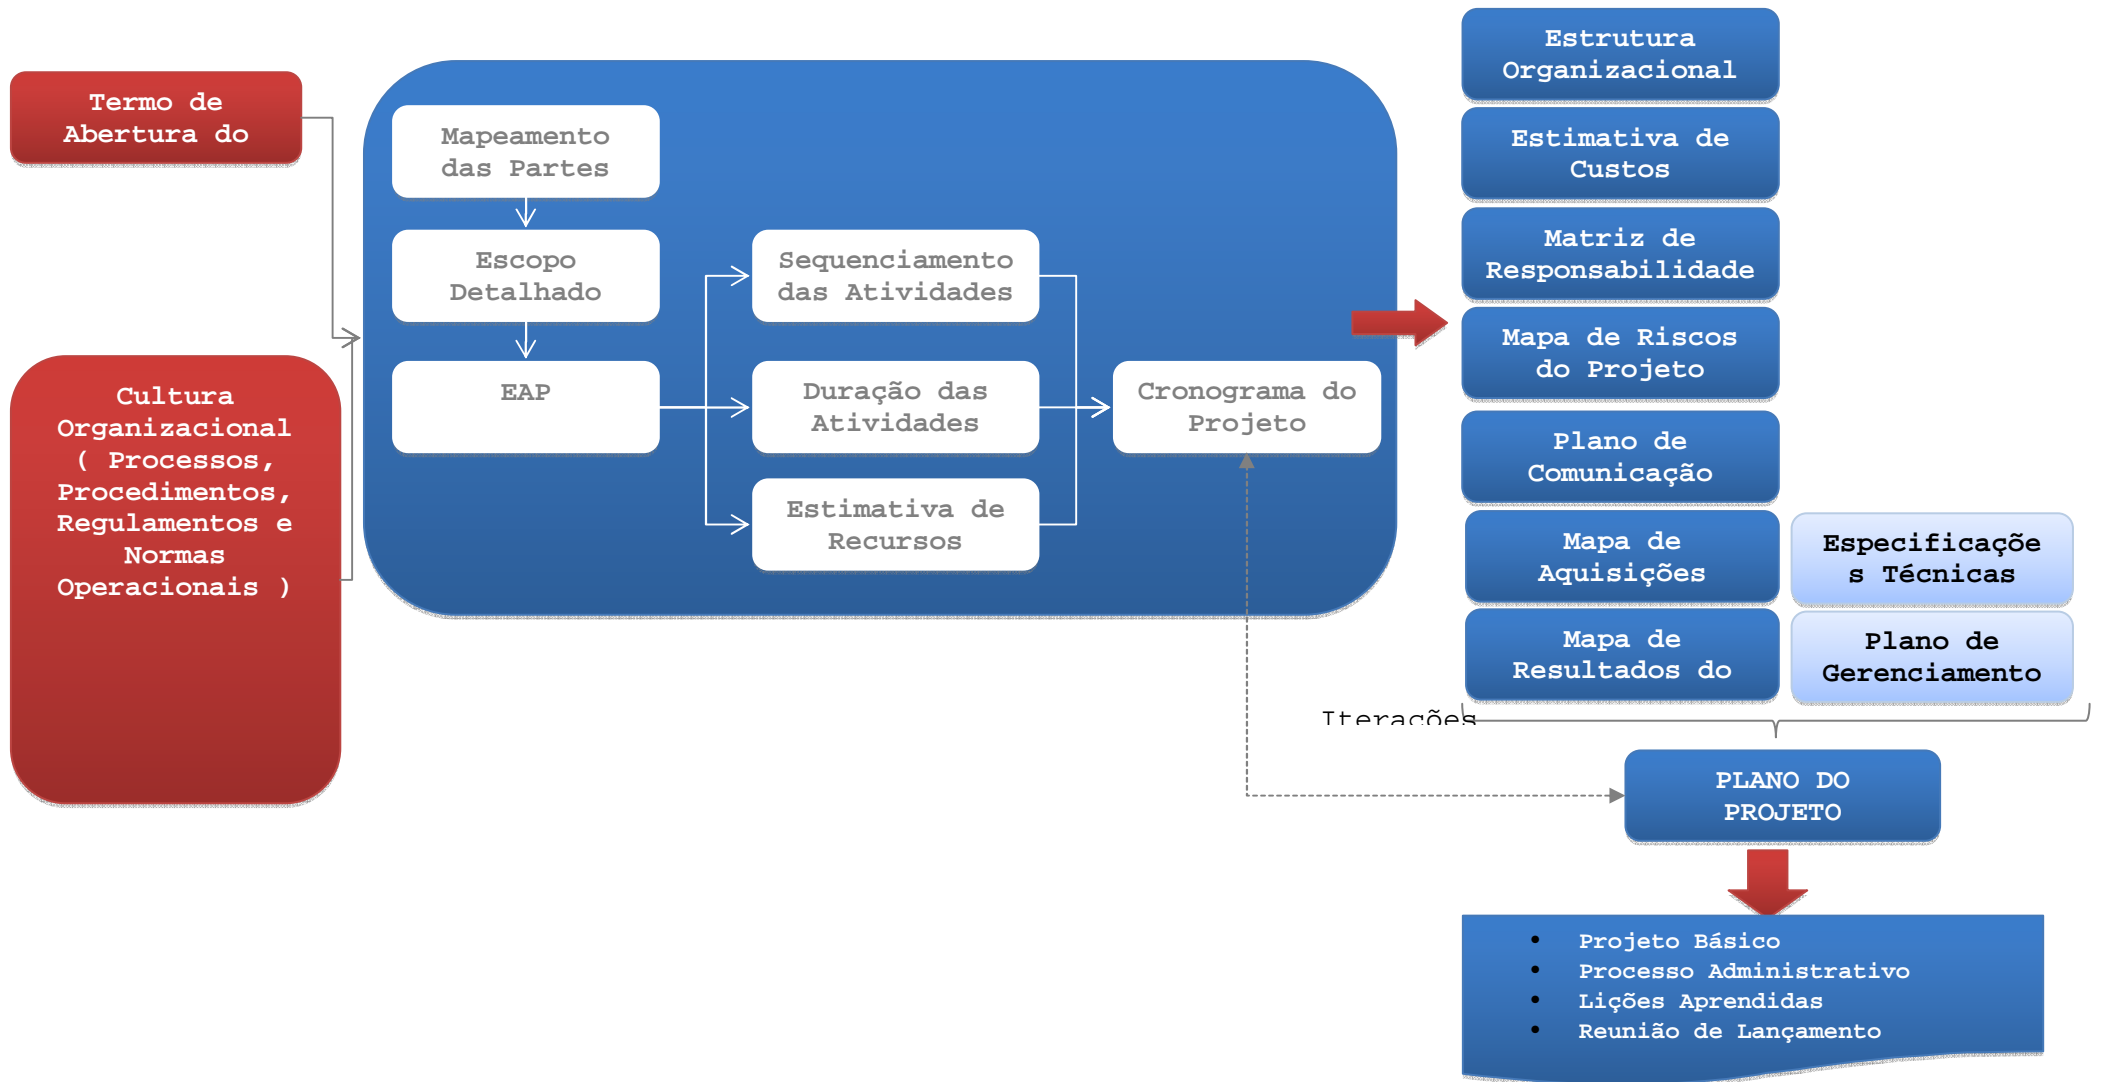 Termo de
Abertura do
Cultura
Organizacional
( Processos,
Procedimentos,
Regulamentos e
Normas
Operacionais )
Mapeamento
das Partes
Escopo
Detalhado
EAP
Sequenciamento
das Atividades
Duração das
Atividades
Estimativa de
Recursos
Cronograma do
Projeto
Estrutura
Organizacional
Estimativa de
Custos
Matriz de
Responsabilidade
Mapa de Riscos
do Projeto
Plano de
Comunicação
Mapa de
Aquisições
Especificaçõe
s Técnicas
Mapa de
Resultados do
Plano de
Gerenciamento
Iterações
PLANO DO
PROJETO
• Projeto Básico
• Processo Administrativo
• Lições Aprendidas
• Reunião de Lançamento